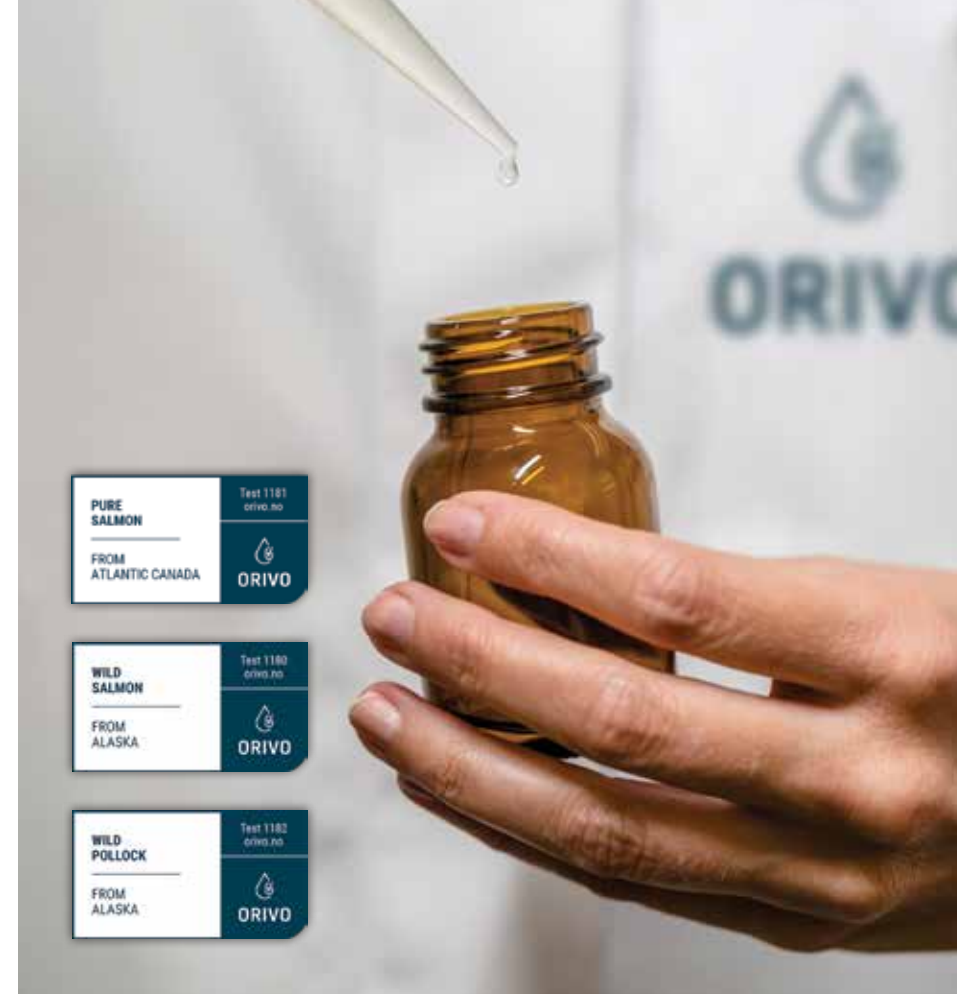 ORIVO
PURE
SALMON
FROM
ATLANTIC CANADA
Test 1181
orivo.no
ORIVO
WILD
SALMON
FROM
ALASKA
Test 1180
orivo.no
ORIVO
WILD
POLLOCK
FROM
ALASKA
Test 1182
orivo.no
ORIVO